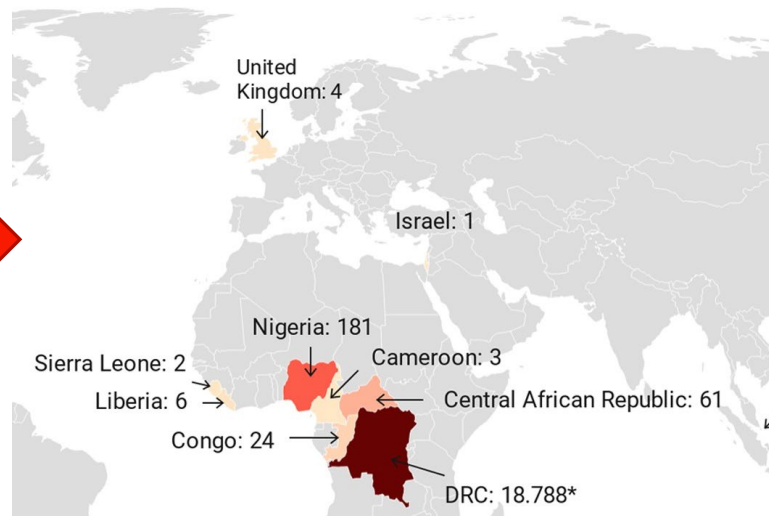 United
Kingdom: 4
Israel: 1
Nigeria: 181
Cameroon: 3
Sierra Leone: 2
Liberia: 6
Central African Republic: 61
Congo: 24
DRC: 18.788*